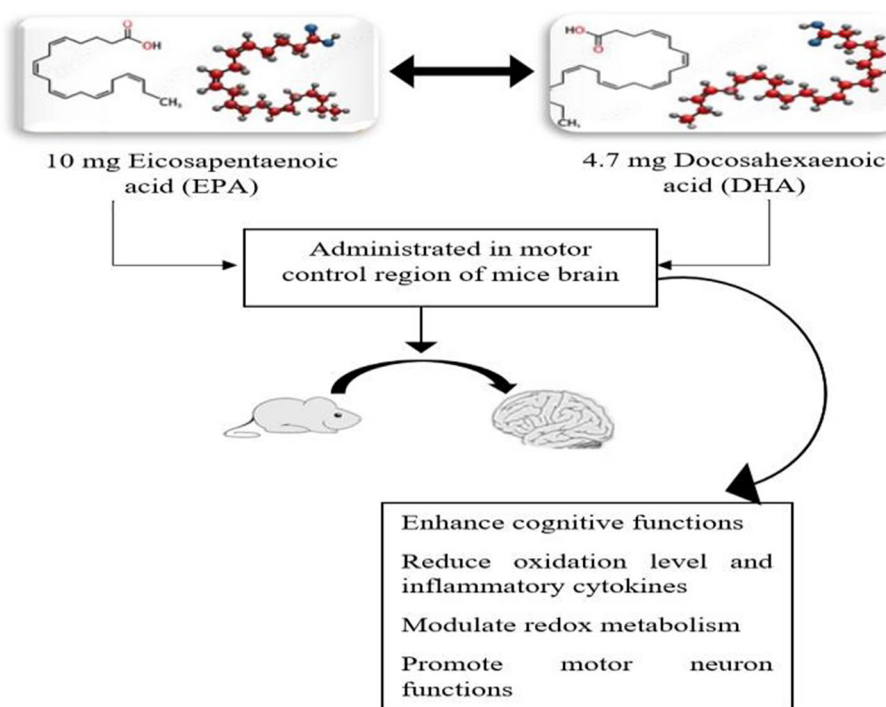 O
OH
CH3
HO
O
CH3
10 mg Eicosapentaenoic
acid (EPA)
4.7 mg Docosahexaenoic
acid (DHA)
Administrated in motor
control region of mice brain
Enhance cognitive functions
Reduce oxidation level and
inflammatory cytokines
Modulate redox metabolism
Promote motor neuron
functions